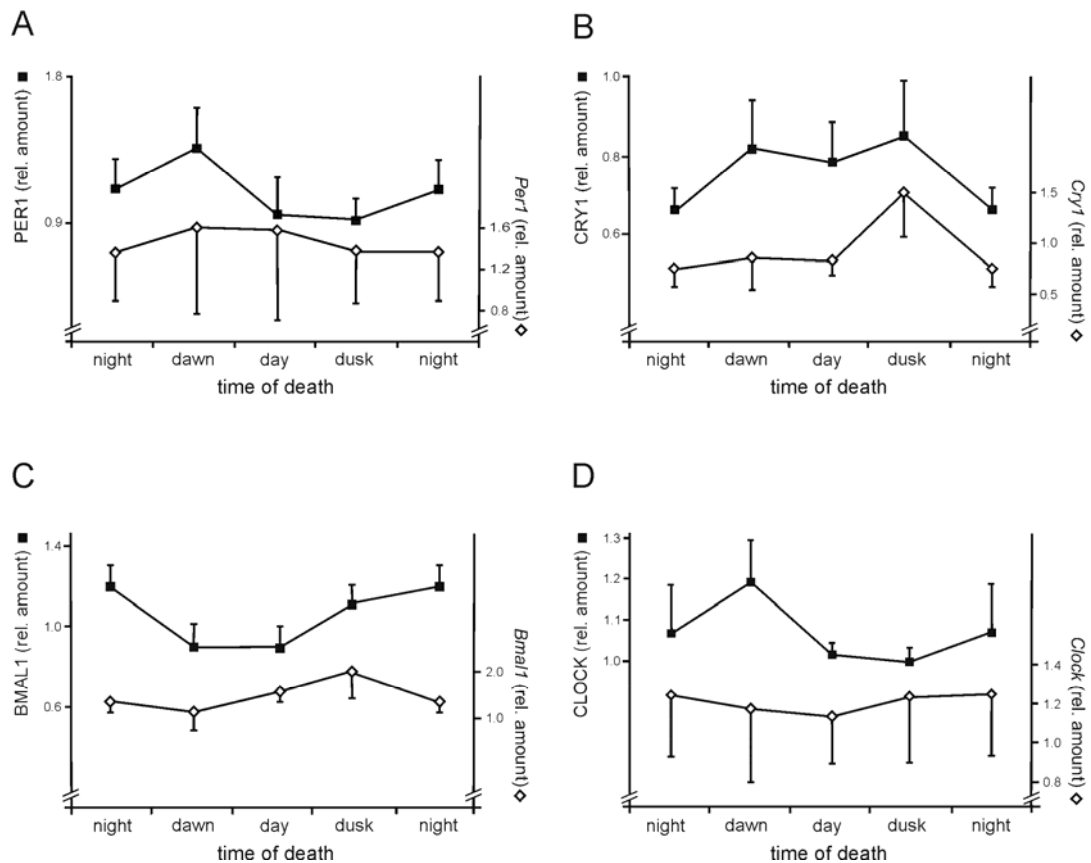 A
1.8
0.9
PER1 (rel. amount) ■
1.6
1.2
0.8
Per1 (rel. amount) ◇
night dawn day dusk night
time of death
B
1.0
0.8
0.6
CRY1 (rel. amount) ■
1.5
1.0
0.5
Cry1 (rel. amount) ◇
night dawn day dusk night
time of death
C
1.4
1.0
0.6
BMAL1 (rel. amount) ■
2.0
1.0
Bmal1 (rel. amount) ◇
night dawn day dusk night
time of death
D
1.3
1.2
1.1
1.0
CLOCK (rel. amount) ■
1.4
1.2
1.0
0.8
Clock (rel. amount) ◇
night dawn day dusk night
time of death